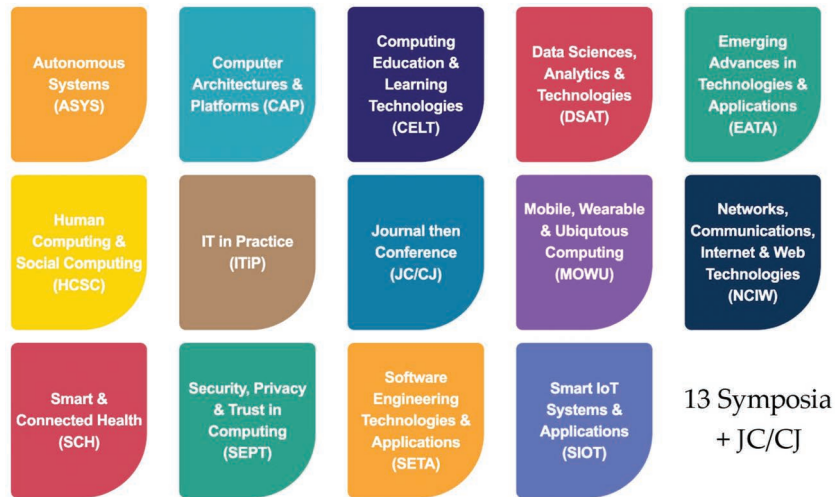 Autonomous
Systems
(ASYS)
Computer
Architectures &
Platforms (CAP)
Computing
Education &
Learning
Technologies
(CELT)
Data Sciences,
Analytics &
Technologies
(DSAT)
Emerging
Advances in
Technologies &
Applications
(EATA)
Human
Computing &
Social Computing
(HCSC)
IT in Practice
(ITiP)
Journal then
Conference
(JC/CJ)
Mobile, Wearable
& Ubiqutous
Computing
(MOWU)
Networks,
Communications,
Internet & Web
Technologies
(NCIW)
Smart &
Connected Health
(SCH)
Security, Privacy
& Trust in
Computing
(SEPT)
Software
Engineering
Technologies &
Applications
(SETA)
Smart IoT
Systems &
Applications
(SIOT)
13 Symposia
+ JC/CJ